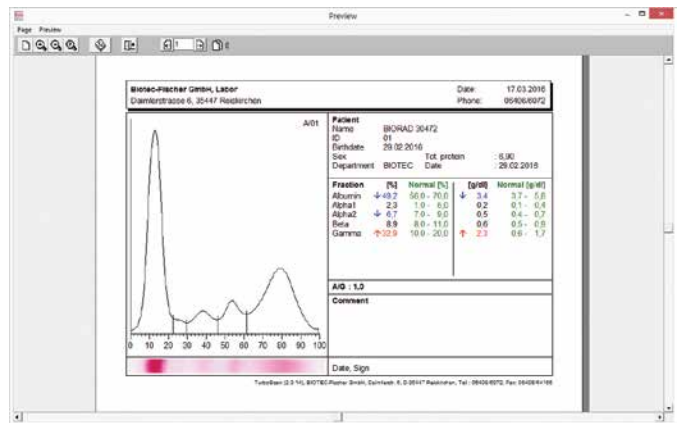 Preview
Page Preview
1
Biotec-Fischer GmbH, Labor Date: 17.03.2016
Daimlerstrasse 6, 35447 Reiskirchen Phone: 06408/6072
A/01
Patient
Name BIORAD 30472
ID 01
Birthdate 29.02.2016
Sex Tot. protein : 6,90
Department BIOTEC Date : 29.02.2016
Fraction [%] Normal [%] [g/dl] Normal [g/dl]
Albumin ↓49,2 56,0 - 70,0 ↓ 3,4 3,7 - 5,6
Alpha1 2,3 1,0 - 6,0 0,2 0,1 - 0,4
Alpha2 ↓ 6,7 7,0 - 9,0 0,5 0,4 - 0,7
Beta 8,9 8,0 - 11,0 0,6 0,5 - 0,9
Gamma ↑32,9 10,0 - 20,0 ↑ 2,3 0,6 - 1,7
A/G : 1,0
Comment
0 10 20 30 40 50 60 70 80 90 100
Date, Sign